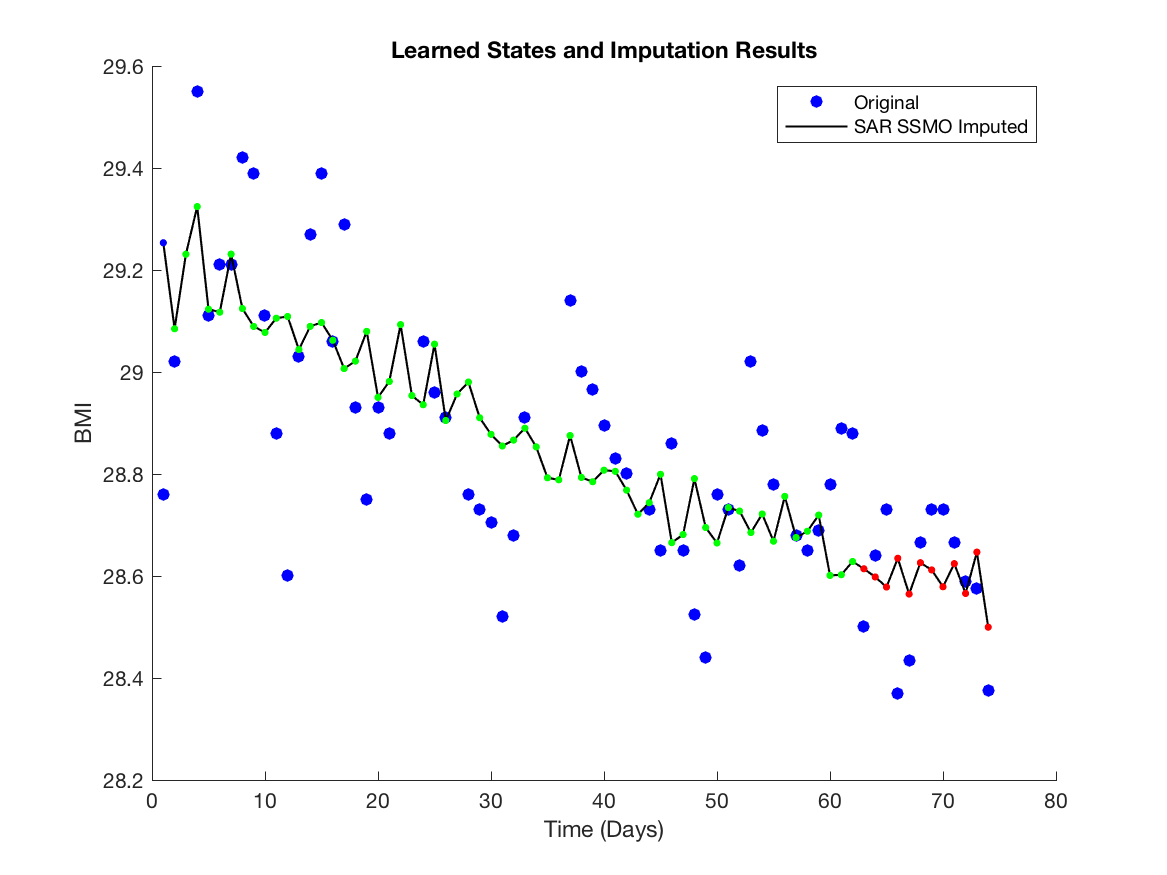 Learned States and Imputation Results
Original
SAR SSMO Imputed
29.6
29.4
29.2
29
28.8
28.6
28.4
28.2
BMI
0 10 20 30 40 50 60 70 80
Time (Days)